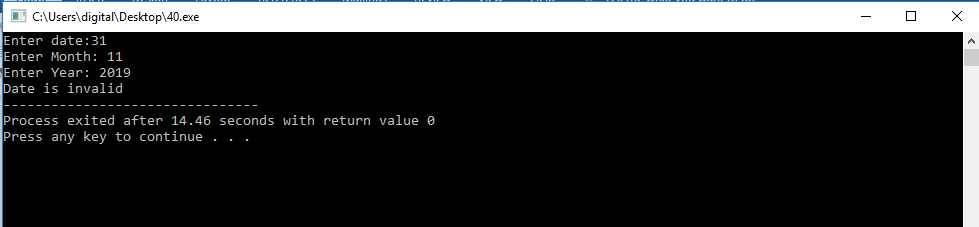 C:\Users\digital\Desktop\40.exe
Enter date:31
Enter Month: 11
Enter Year: 2019
Date is invalid
--------------------------------
Process exited after 14.46 seconds with return value 0
Press any key to continue . . .